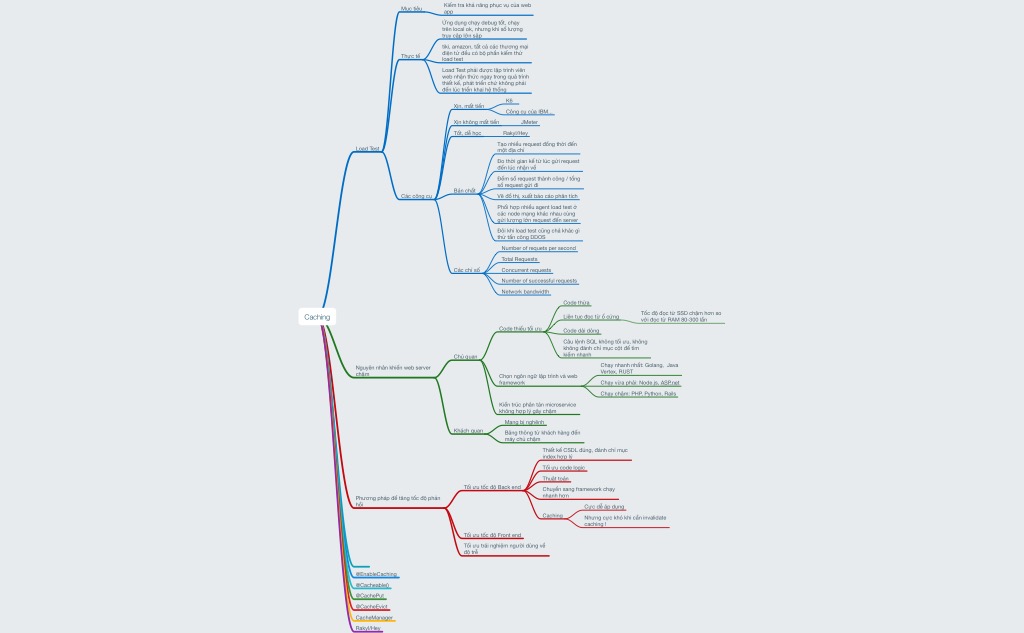 Caching
Load Test
Mục tiêu
Kiểm tra khả năng phục vụ của web
app
Thực tế
Ứng dụng chạy debug tốt, chạy
trên local ok, nhưng khi số lượng
truy cập lớn sập
tiki, amazon, tất cả các thương mại
điện tử đều có bộ phận kiểm thử
load test
Load Test phải được lập trình viên
web nhận thức ngay trong quá trình
thiết kế, phát triển chứ không phải
đến lúc triển khai hệ thống
Các công cụ
Xịn, mất tiền
K6
Công cụ của IBM...
Xịn không mất tiền
JMeter
Tốt, dễ học
Rakyl/Hey
Bản chất
Tạo nhiều request đồng thời đến
một địa chỉ
Đo thời gian kể từ lúc gửi request
đến lúc nhận về
Đếm số request thành công / tổng
số request gửi đi
Vẽ đồ thị, xuất báo cáo phân tích
Phối hợp nhiều agent load test ở
các node mạng khác nhau cùng
gửi lượng lớn request đến server
Đôi khi load test cũng chả khác gì
thử tấn công DDOS
Các chỉ số
Number of requets per second
Total Requests
Concurrent requests
Number of successful requests
Network bandwidth
Nguyên nhân khiến web server
chậm
Chủ quan
Code thiếu tối ưu
Code thừa
Liên tục đọc từ ổ cứng
Tốc độ đọc từ SSD chậm hơn so
với đọc từ RAM 80-300 lần
Code dài dòng
Câu lệnh SQL không tối ưu, không
không đánh chỉ mục cột để tìm
kiếm nhanh
Chọn ngôn ngữ lập trình và web
framework
Chạy nhanh nhất: Golang, Java
Vertex, RUST
Chạy vừa phải: Node.js, ASP.net
Chạy chậm: PHP, Python, Rails
Kiến trúc phân tán microservice
không hợp lý gây chậm
Khách quan
Mạng bị nghẽnh
Băng thông từ khách hàng đến
máy chủ chậm
Phương pháp để tăng tốc độ phản
hồi
Tối ưu tốc độ Back end
Thiết kế CSDL đúng, đánh chỉ mục
index hợp lý
Tối ưu code logic
Thuật toán
Chuyển sang framework chạy
nhanh hơn
Caching
Cực dễ áp dụng
Nhưng cực khó khi cần invalidate
caching !
Tối ưu tốc độ Front end
Tối ưu trải nghiệm người dùng về
độ trễ
@EnableCaching
@Cacheable()
@CachePut
@CacheEvict
CacheManager
Rakyl/Hey